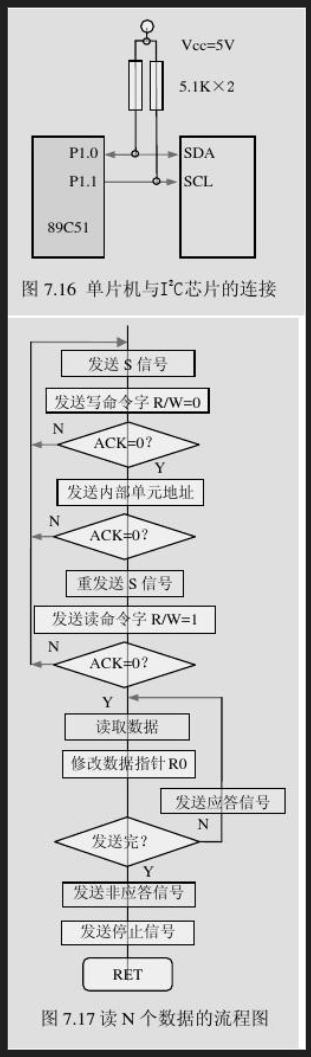 Vcc=5V
5.1K×2
P1.0
SDA
P1.1
SCL
89C51
图 7.16 单片机与I²C芯片的连接
发送 S 信号
发送写命令字 R/W=0
N
ACK=0?
Y
发送内部单元地址
N
ACK=0?
重发送 S 信号
发送读命令字 R/W=1
N
ACK=0?
Y
读取数据
修改数据指针 R0
发送应答信号
N
发送完?
Y
发送非应答信号
发送停止信号
RET
图 7.17 读 N 个数据的流程图